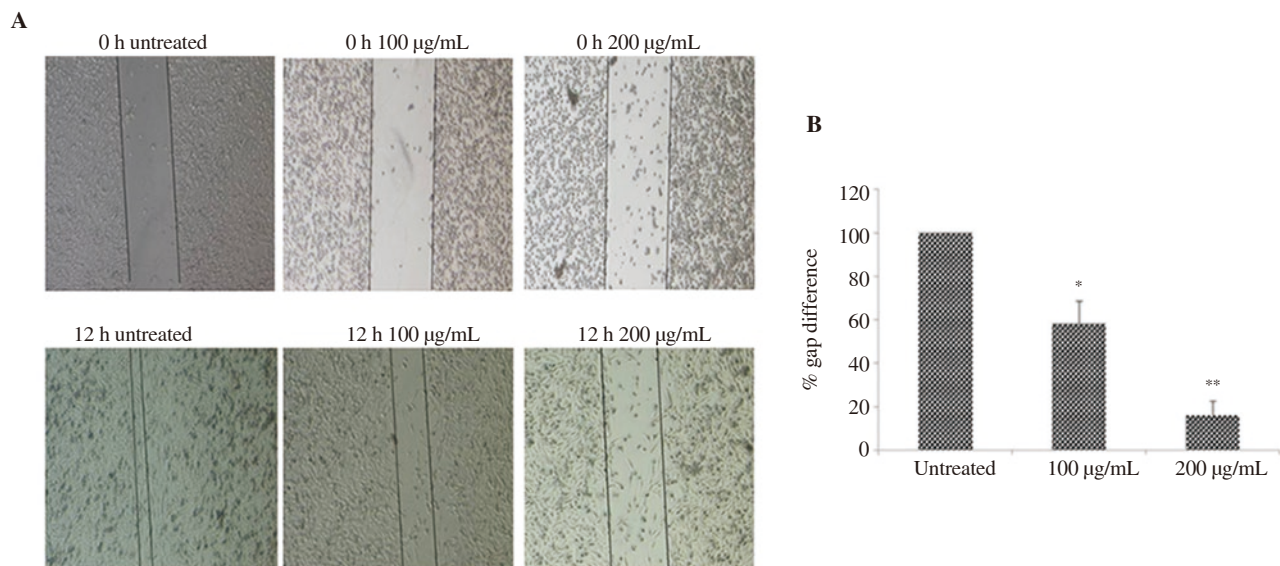 A
0 h untreated
0 h 100 µg/mL
0 h 200 µg/mL
12 h untreated
12 h 100 µg/mL
12 h 200 µg/mL
B
% gap difference
120
100
80
60
40
20
0
*
**
Untreated
100 µg/mL
200 µg/mL